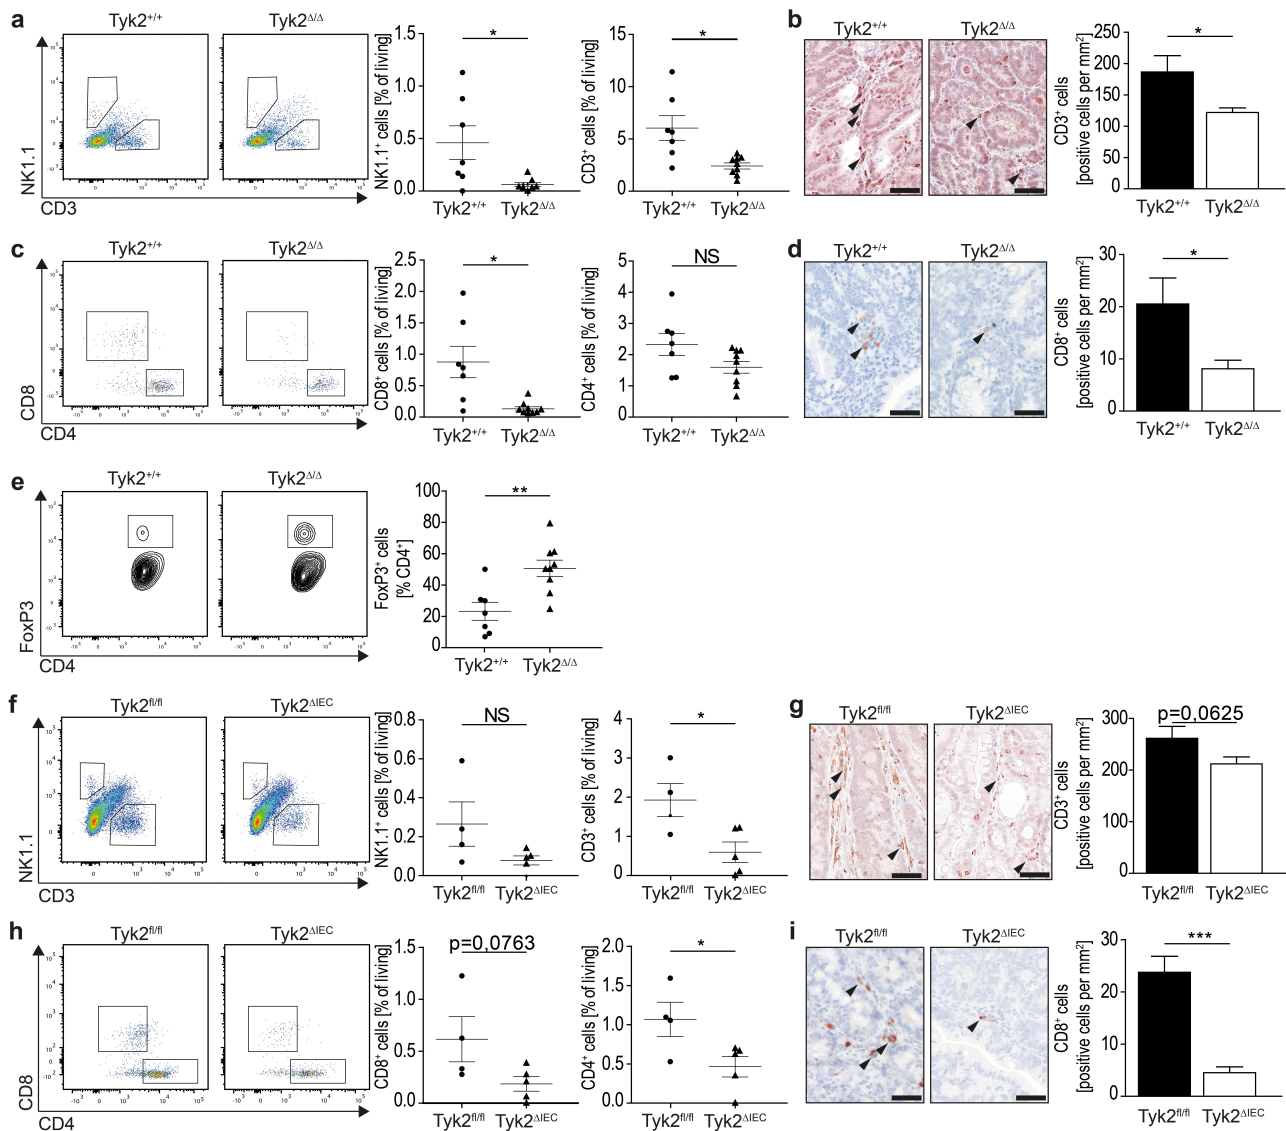 a
Tyk2+/+
Tyk2Δ/Δ
NK1.1
CD3
NK1.1+ cells [% of living]
1.5
1.0
0.5
0.0
*
Tyk2+/+ Tyk2Δ/Δ
CD3+ cells [% of living]
15
10
5
0
*
Tyk2+/+ Tyk2Δ/Δ
b
Tyk2+/+
Tyk2Δ/Δ
CD3+ cells
[positive cells per mm2]
250
200
150
100
50
0
*
Tyk2+/+ Tyk2Δ/Δ
c
Tyk2+/+
Tyk2Δ/Δ
CD8
CD4
CD8+ cells [% of living]
2.5
2.0
1.5
1.0
0.5
0.0
*
Tyk2+/+ Tyk2Δ/Δ
CD4+ cells [% of living]
5
4
3
2
1
0
NS
Tyk2+/+ Tyk2Δ/Δ
d
Tyk2+/+
Tyk2Δ/Δ
CD8+ cells
[positive cells per mm2]
30
20
10
0
*
Tyk2+/+ Tyk2Δ/Δ
e
Tyk2+/+
Tyk2Δ/Δ
FoxP3
CD4
FoxP3+ cells
[% CD4+]
100
80
60
40
20
0
**
Tyk2+/+ Tyk2Δ/Δ
f
Tyk2fl/fl
Tyk2ΔIEC
NK1.1
CD3
NK1.1+ cells [% of living]
0.8
0.6
0.4
0.2
0.0
NS
Tyk2fl/fl Tyk2ΔIEC
CD3+ cells [% of living]
4
3
2
1
0
*
Tyk2fl/fl Tyk2ΔIEC
g
Tyk2fl/fl
Tyk2ΔIEC
CD3+ cells
[positive cells per mm2]
300
200
100
0
p=0,0625
Tyk2fl/fl Tyk2ΔIEC
h
Tyk2fl/fl
Tyk2ΔIEC
CD8
CD4
CD8+ cells [% of living]
1.5
1.0
0.5
0.0
p=0,0763
Tyk2fl/fl Tyk2ΔIEC
CD4+ cells [% of living]
2.0
1.5
1.0
0.5
0.0
*
Tyk2fl/fl Tyk2ΔIEC
i
Tyk2fl/fl
Tyk2ΔIEC
CD8+ cells
[positive cells per mm2]
30
20
10
0
***
Tyk2fl/fl Tyk2ΔIEC